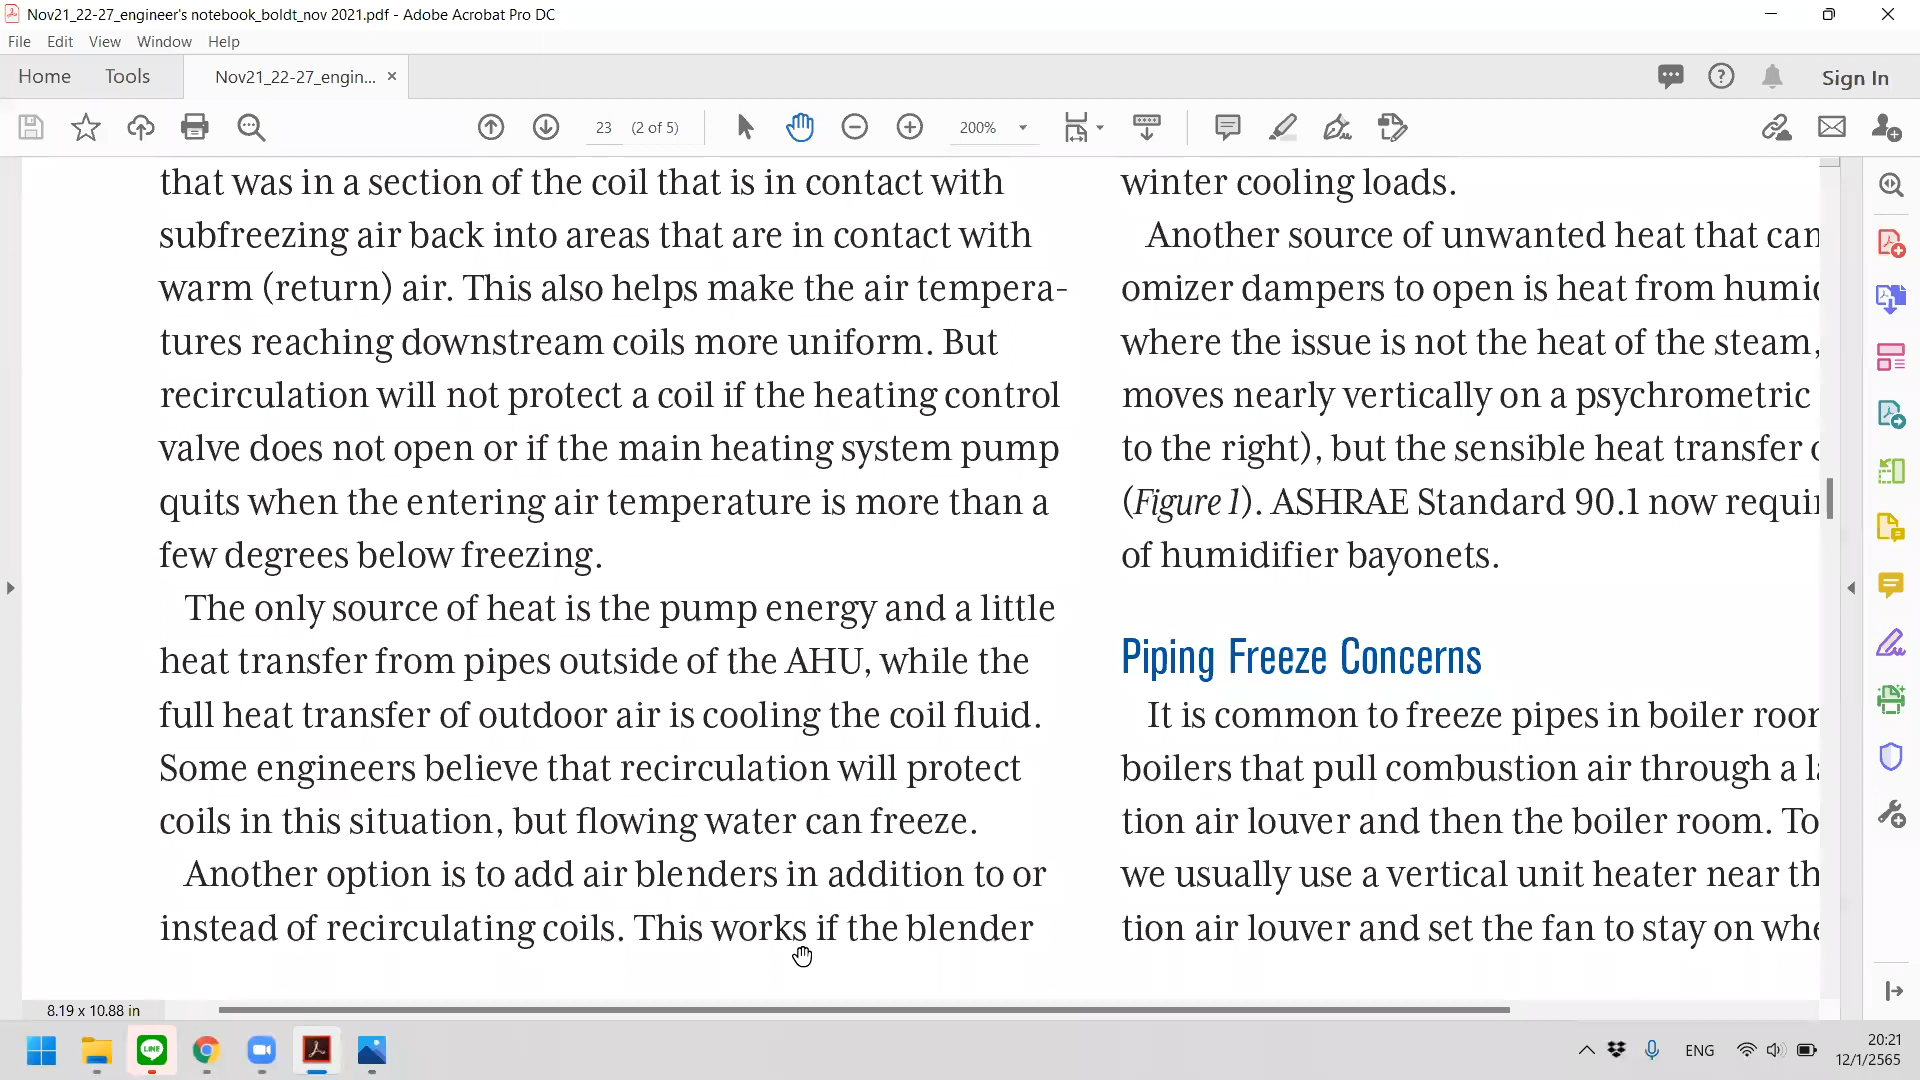 Nov21_22-27_engineer's notebook_boldt_nov 2021.pdf - Adobe Acrobat Pro DC
File Edit View Window Help
Home Tools Nov21_22-27_engin... × Sign In
23 (2 of 5) 200%
that was in a section of the coil that is in contact with
subfreezing air back into areas that are in contact with
warm (return) air. This also helps make the air tempera-
tures reaching downstream coils more uniform. But
recirculation will not protect a coil if the heating control
valve does not open or if the main heating system pump
quits when the entering air temperature is more than a
few degrees below freezing.
The only source of heat is the pump energy and a little
heat transfer from pipes outside of the AHU, while the
full heat transfer of outdoor air is cooling the coil fluid.
Some engineers believe that recirculation will protect
coils in this situation, but flowing water can freeze.
Another option is to add air blenders in addition to or
instead of recirculating coils. This works if the blender
winter cooling loads.
Another source of unwanted heat that can
omizer dampers to open is heat from humid
where the issue is not the heat of the steam,
moves nearly vertically on a psychrometric
to the right), but the sensible heat transfer
(Figure 1). ASHRAE Standard 90.1 now requir
of humidifier bayonets.
Piping Freeze Concerns
It is common to freeze pipes in boiler roor
boilers that pull combustion air through a
tion air louver and then the boiler room. To
we usually use a vertical unit heater near th
tion air louver and set the fan to stay on whe
8.19 x 10.88 in
LINE
ENG
20:21
12/1/2565